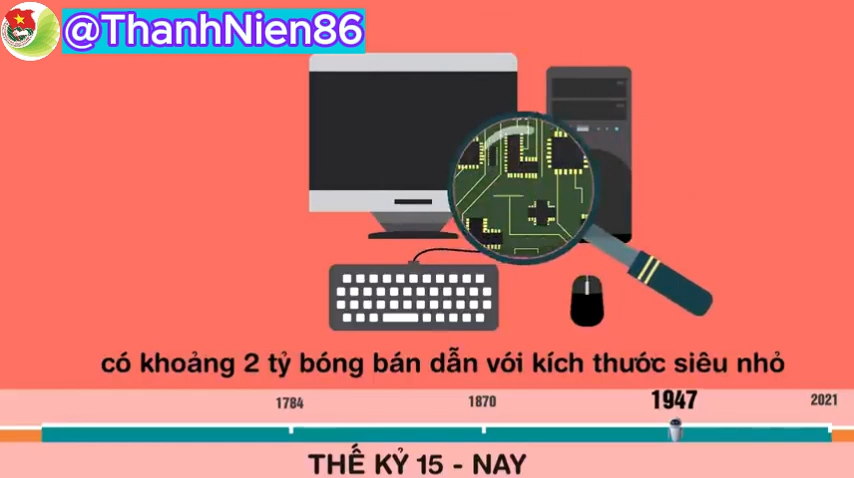 @ThanhNien86
có khoảng 2 tỷ bóng bán dẫn với kích thước siêu nhỏ
1784
1870
1947
2021
THẾ KỶ 15 - NAY